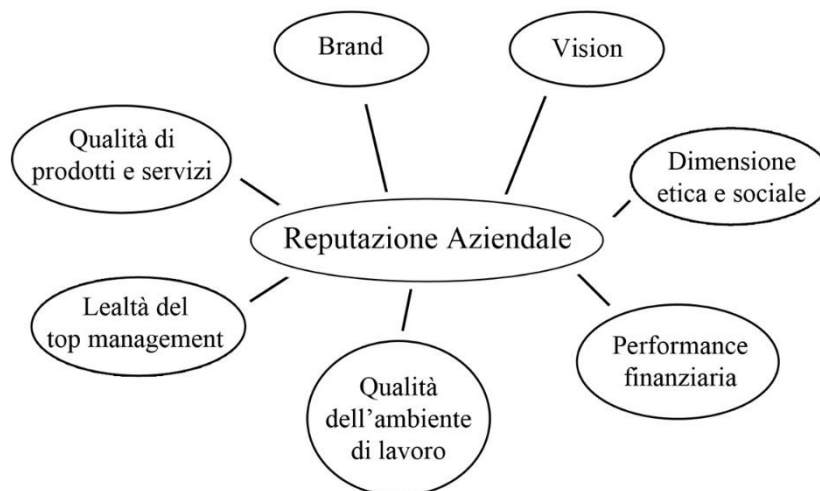 Brand
Vision
Qualità di
prodotti e servizi
Dimensione
etica e sociale
Reputazione Aziendale
Lealtà del
top management
Performance
finanziaria
Qualità
dell’ambiente
di lavoro